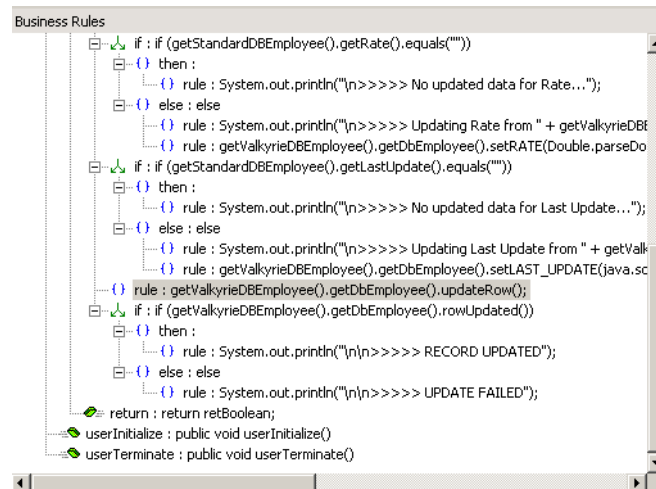 Business Rules
if : if (getStandardDBEmployee().getRate().equals(""))
{} then :
{} rule : System.out.println("\n>>>>> No updated data for Rate...");
{} else : else
{} rule : System.out.println("\n>>>>> Updating Rate from " + getValkyrieDBE
{} rule : getValkyrieDBEmployee().getDbEmployee().setRATE(Double.parseDo
if : if (getStandardDBEmployee().getLastUpdate().equals(""))
{} then :
{} rule : System.out.println("\n>>>>> No updated data for Last Update...");
{} else : else
{} rule : System.out.println("\n>>>>> Updating Last Update from " + getValk
{} rule : getValkyrieDBEmployee().getDbEmployee().setLAST_UPDATE(java.sc
{} rule : getValkyrieDBEmployee().getDbEmployee().updateRow();
if : if (getValkyrieDBEmployee().getDbEmployee().rowUpdated())
{} then :
{} rule : System.out.println("\n\n>>>>> RECORD UPDATED");
{} else : else
{} rule : System.out.println("\n\n>>>>> UPDATE FAILED");
return : return retBoolean;
userInitialize : public void userInitialize()
userTerminate : public void userTerminate()